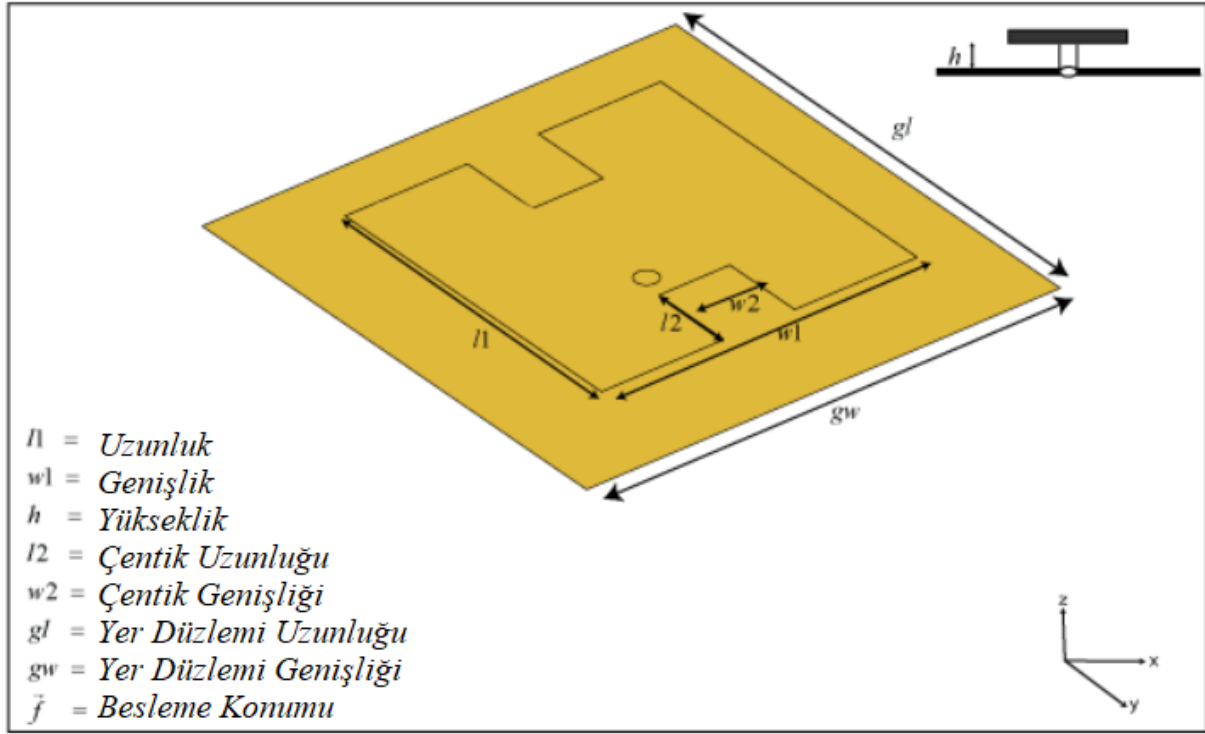 h
gl
l2
w2
l1
w1
gw
l1 = Uzunluk
w1 = Genişlik
h = Yükseklik
l2 = Çentik Uzunluğu
w2 = Çentik Genişliği
gl = Yer Düzlemi Uzunluğu
gw = Yer Düzlemi Genişliği
f⃗ = Besleme Konumu
z
x
y